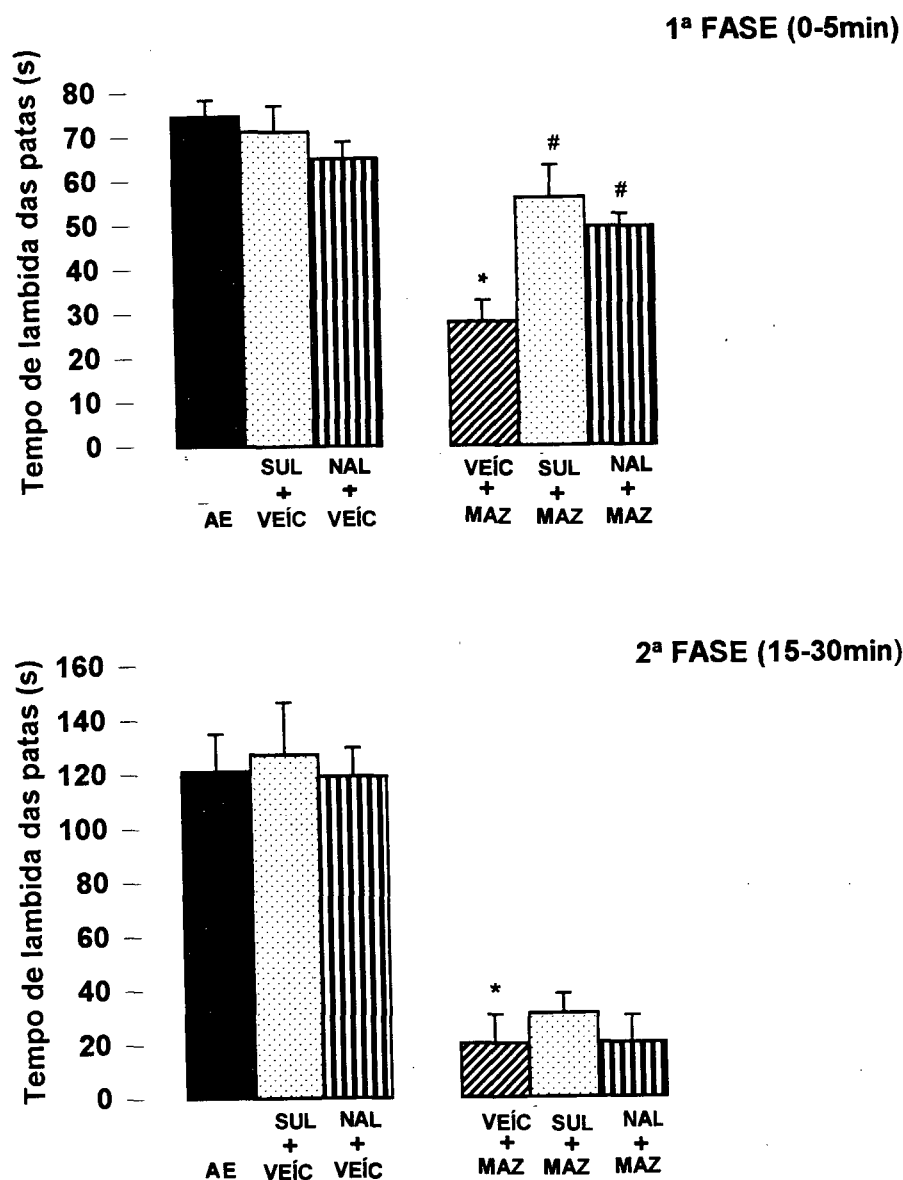 1ª FASE (0-5min)
Tempo de lambida das patas (s)
80
70
60
50
40
30
20
10
0
# #
*
SUL NAL VEÍC SUL NAL
+ + + + +
AE VEÍC VEÍC MAZ MAZ MAZ
2ª FASE (15-30min)
Tempo de lambida das patas (s)
160
140
120
100
80
60
40
20
0
*
SUL NAL VEÍC SUL NAL
+ + + + +
AE VEÍC VEÍC MAZ MAZ MAZ